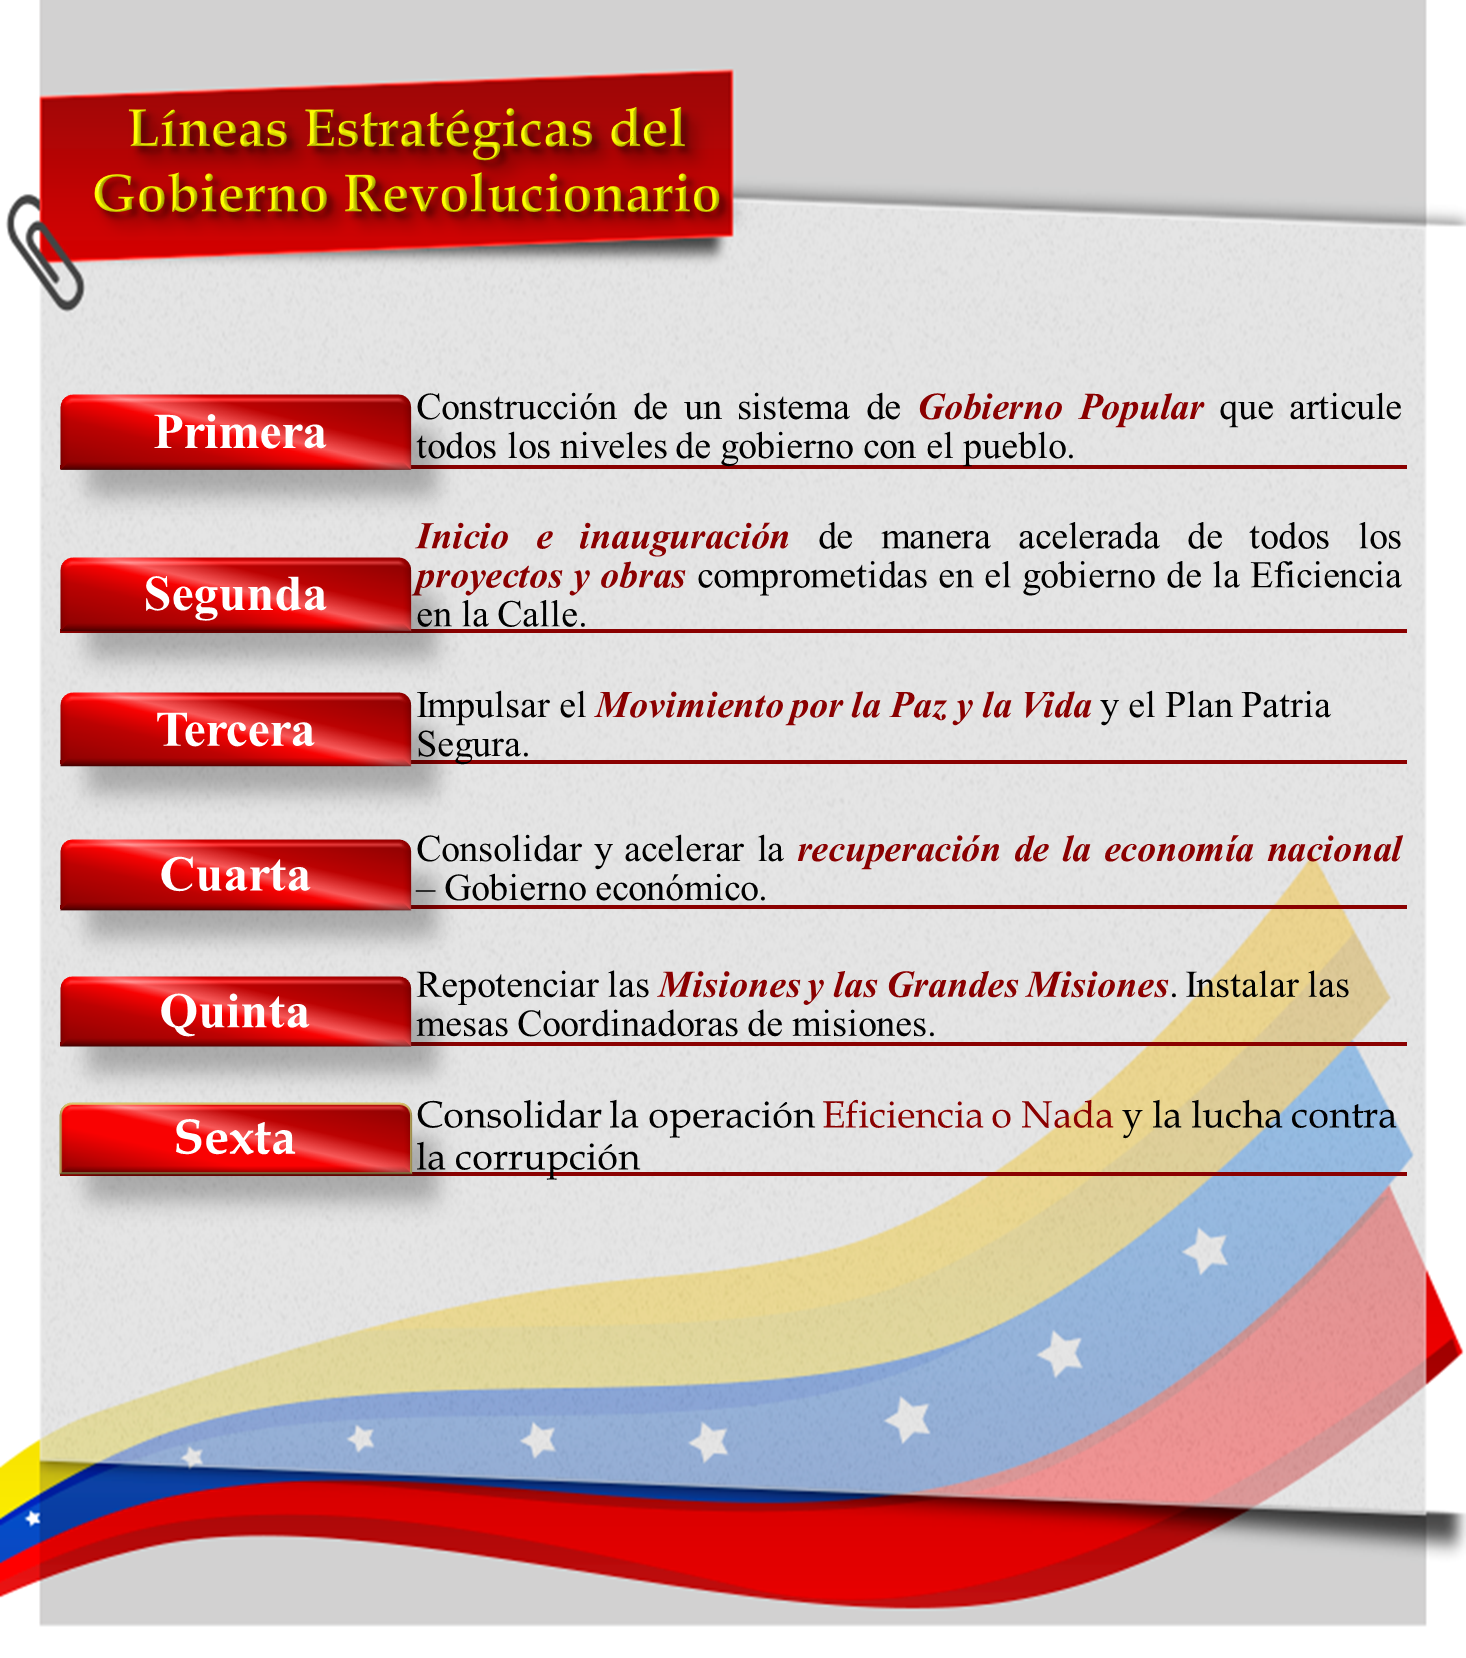 Líneas Estratégicas del
Gobierno Revolucionario
Primera
Construcción de un sistema de Gobierno Popular que articule
todos los niveles de gobierno con el pueblo.
Segunda
Inicio e inauguración de manera acelerada de todos los
proyectos y obras comprometidas en el gobierno de la Eficiencia
en la Calle.
Tercera
Impulsar el Movimiento por la Paz y la Vida y el Plan Patria
Segura.
Cuarta
Consolidar y acelerar la recuperación de la economía nacional
– Gobierno económico.
Quinta
Repotenciar las Misiones y las Grandes Misiones. Instalar las
mesas Coordinadoras de misiones.
Sexta
Consolidar la operación Eficiencia o Nada y la lucha contra
la corrupción